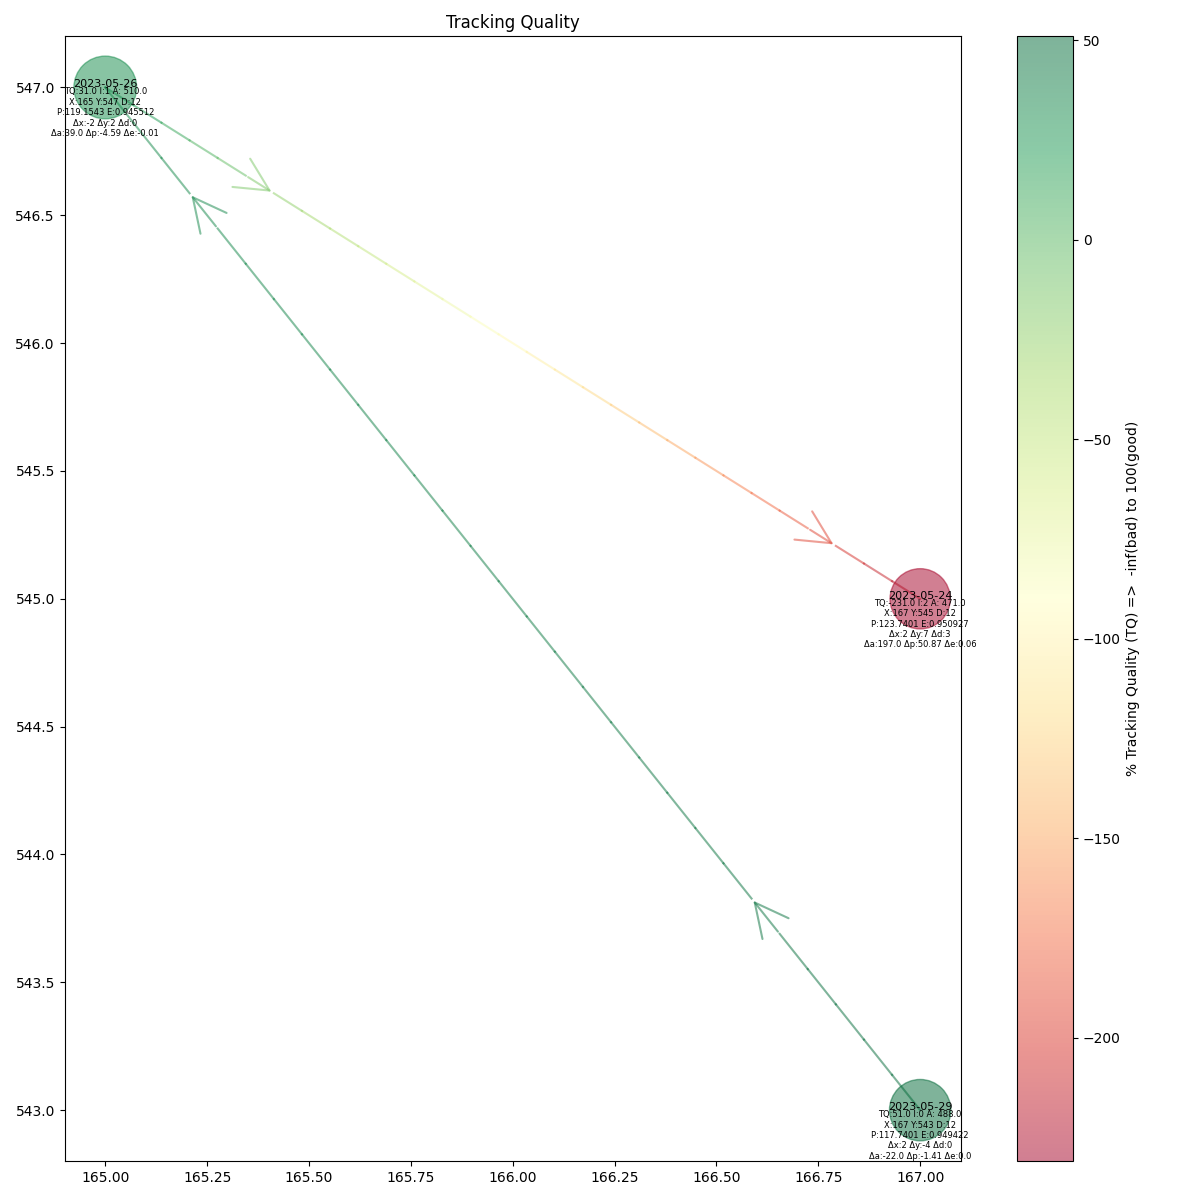 Tracking Quality
547.0
546.5
546.0
545.5
545.0
544.5
544.0
543.5
543.0
2023-05-26
TQ:31.0 I:1 A: 510.0
X:165 Y:547 D:12
P:119.1543 E:0.945512
Δx:-2 Δy:2 Δd:0
Δa:39.0 Δp:-4.59 Δe:-0.01
2023-05-24
TQ:-231.0 I:2 A: 471.0
X:167 Y:545 D:12
P:123.7401 E:0.950927
Δx:2 Δy:7 Δd:3
Δa:197.0 Δp:50.87 Δe:0.06
2023-05-29
TQ:51.0 I:0 A: 488.0
X:167 Y:543 D:12
P:117.7401 E:0.949422
Δx:2 Δy:-4 Δd:0
Δa:-22.0 Δp:-1.41 Δe:0.0
165.00 165.25 165.50 165.75 166.00 166.25 166.50 166.75 167.00
50
0
−50
−100
−150
−200
% Tracking Quality (TQ) => -inf(bad) to 100(good)